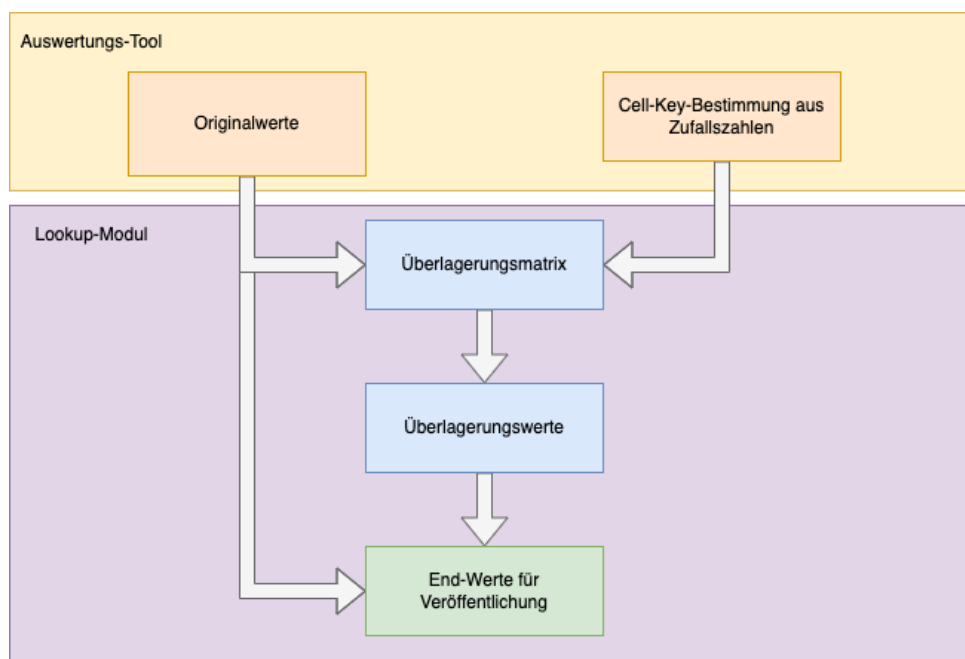 Auswertungs-Tool
Originalwerte
Cell-Key-Bestimmung aus
Zufallszahlen
Lookup-Modul
Überlagerungsmatrix
Überlagerungswerte
End-Werte für
Veröffentlichung